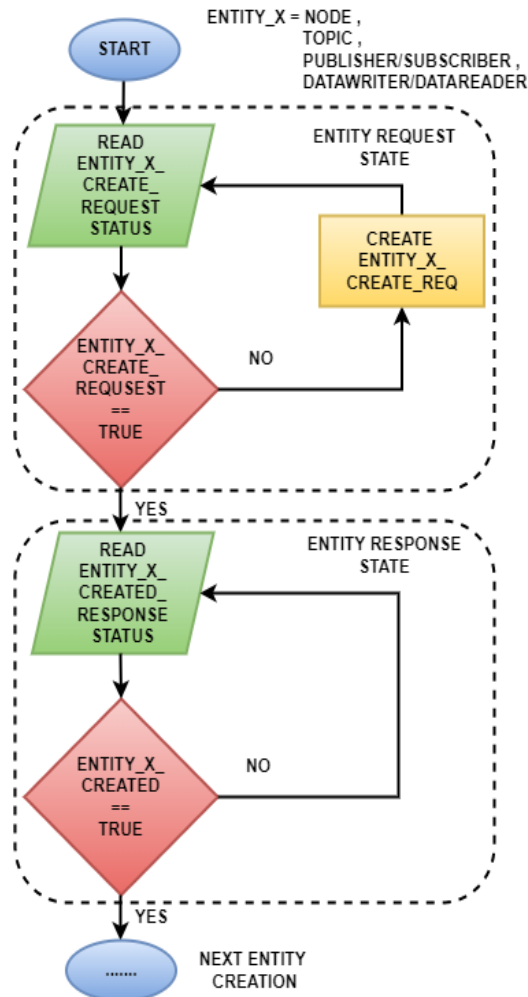 ENTITY_X = NODE ,
TOPIC ,
PUBLISHER/SUBSCRIBER ,
DATAWRITER/DATAREADER
START
READ
ENTITY_X_
CREATE_
REQUEST
STATUS
ENTITY REQUEST
STATE
CREATE
ENTITY_X_
CREATE_REQ
ENTITY_X_
CREATE_
REQUSEST
==
TRUE
NO
YES
READ
ENTITY_X_
CREATED_
RESPONSE
STATUS
ENTITY RESPONSE
STATE
ENTITY_X_
CREATED
==
TRUE
NO
YES
.......
NEXT ENTITY
CREATION